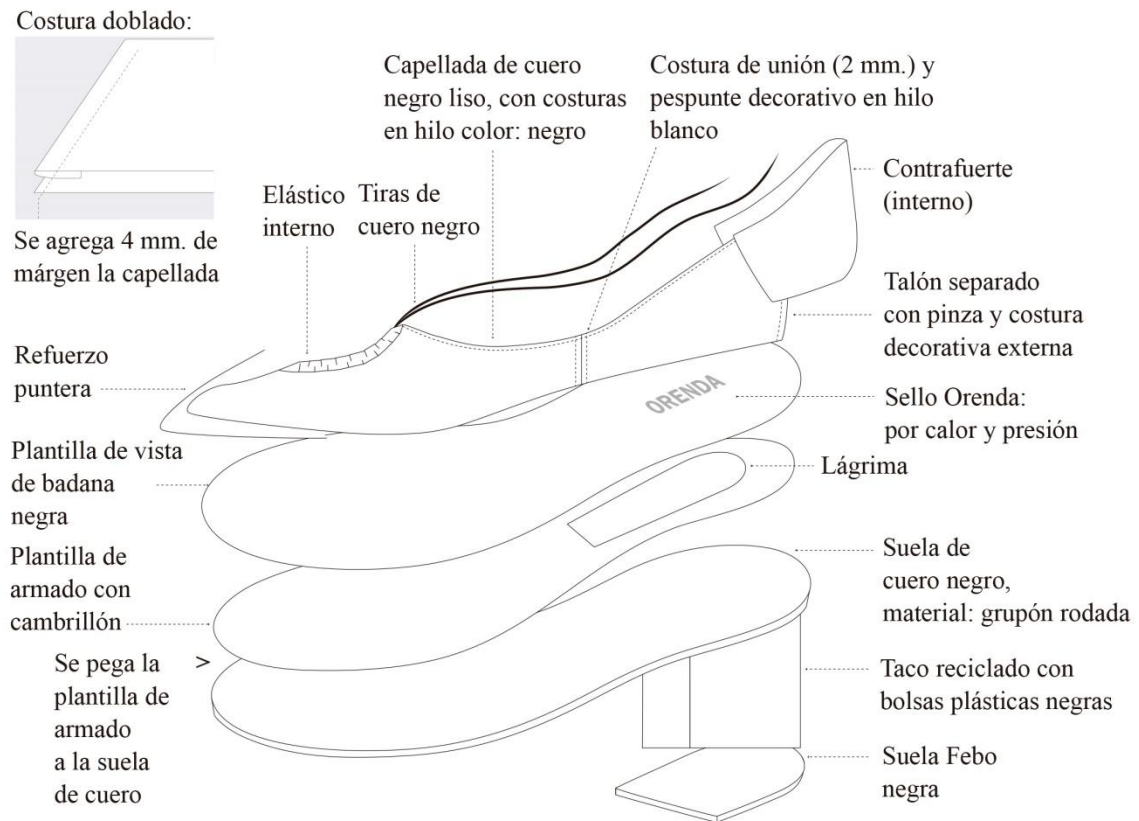 Costura doblado:
Se agrega 4 mm. de
márgen la capellada
Capellada de cuero
negro liso, con costuras
en hilo color: negro
Costura de unión (2 mm.) y
pespunte decorativo en hilo
blanco
Elástico
interno
Tiras de
cuero negro
Contrafuerte
(interno)
Talón separado
con pinza y costura
decorativa externa
Refuerzo
puntera
ORENDA
Sello Orenda:
por calor y presión
Plantilla de vista
de badana
negra
Lágrima
Plantilla de
armado con
cambrillón
Suela de
cuero negro,
material: grupón rodada
Se pega la >
plantilla de
armado
a la suela
de cuero
Taco reciclado con
bolsas plásticas negras
Suela Febo
negra